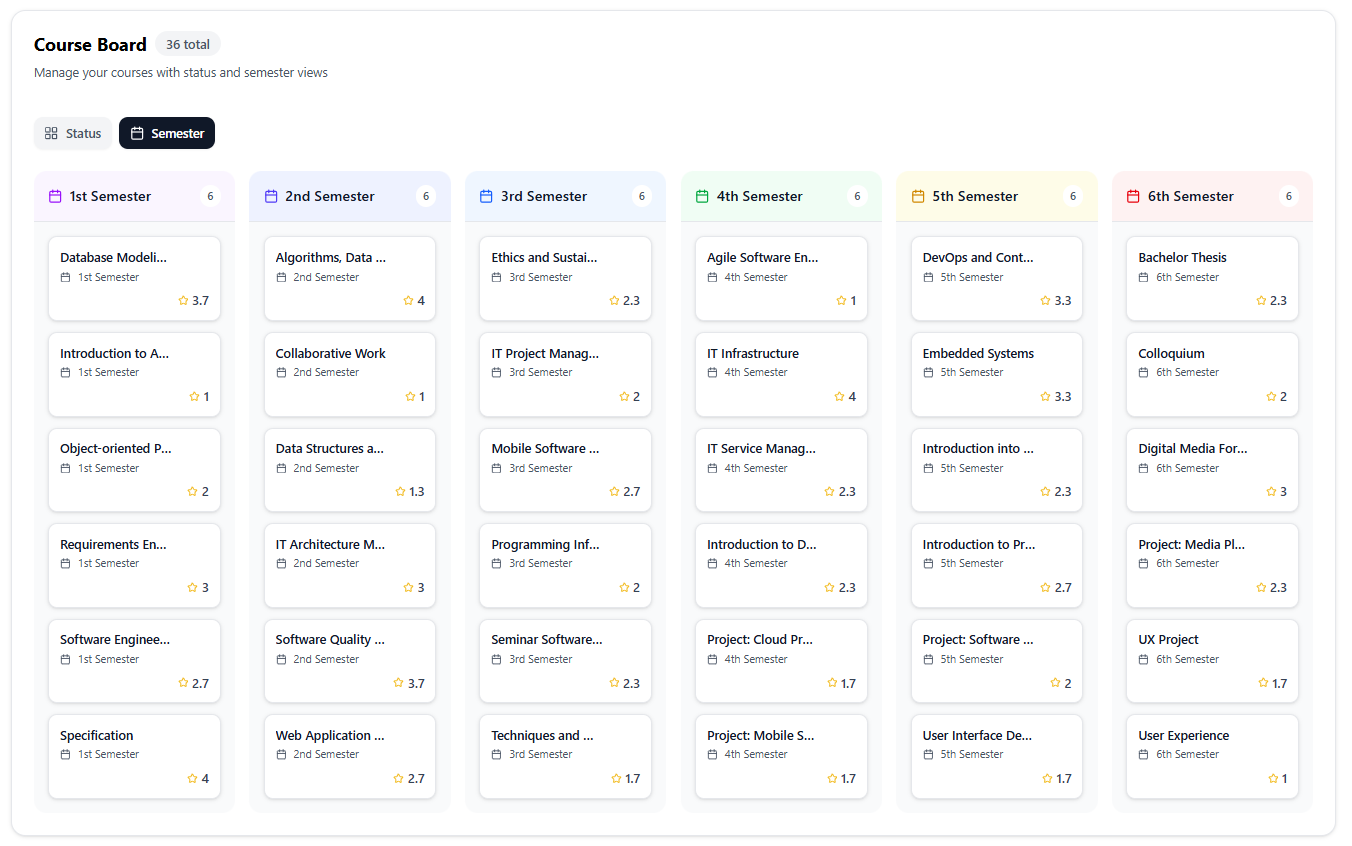 Course Board 36 total
Manage your courses with status and semester views
Status Semester
1st Semester 6
Database Modeli...
1st Semester
3.7
Introduction to A...
1st Semester
1
Object-oriented P...
1st Semester
2
Requirements En...
1st Semester
3
Software Enginee...
1st Semester
2.7
Specification
1st Semester
4
2nd Semester 6
Algorithms, Data ...
2nd Semester
4
Collaborative Work
2nd Semester
1
Data Structures a...
2nd Semester
1.3
IT Architecture M...
2nd Semester
3
Software Quality ...
2nd Semester
3.7
Web Application ...
2nd Semester
2.7
3rd Semester 6
Ethics and Sustai...
3rd Semester
2.3
IT Project Manag...
3rd Semester
2
Mobile Software ...
3rd Semester
2.7
Programming Inf...
3rd Semester
2
Seminar Software...
3rd Semester
2.3
Techniques and ...
3rd Semester
1.7
4th Semester 6
Agile Software En...
4th Semester
1
IT Infrastructure
4th Semester
4
IT Service Manag...
4th Semester
2.3
Introduction to D...
4th Semester
2.3
Project: Cloud Pr...
4th Semester
1.7
Project: Mobile S...
4th Semester
1.7
5th Semester 6
DevOps and Cont...
5th Semester
3.3
Embedded Systems
5th Semester
3.3
Introduction into ...
5th Semester
2.3
Introduction to Pr...
5th Semester
2.7
Project: Software ...
5th Semester
2
User Interface De...
5th Semester
1.7
6th Semester 6
Bachelor Thesis
6th Semester
2.3
Colloquium
6th Semester
2
Digital Media For...
6th Semester
3
Project: Media Pl...
6th Semester
2.3
UX Project
6th Semester
1.7
User Experience
6th Semester
1